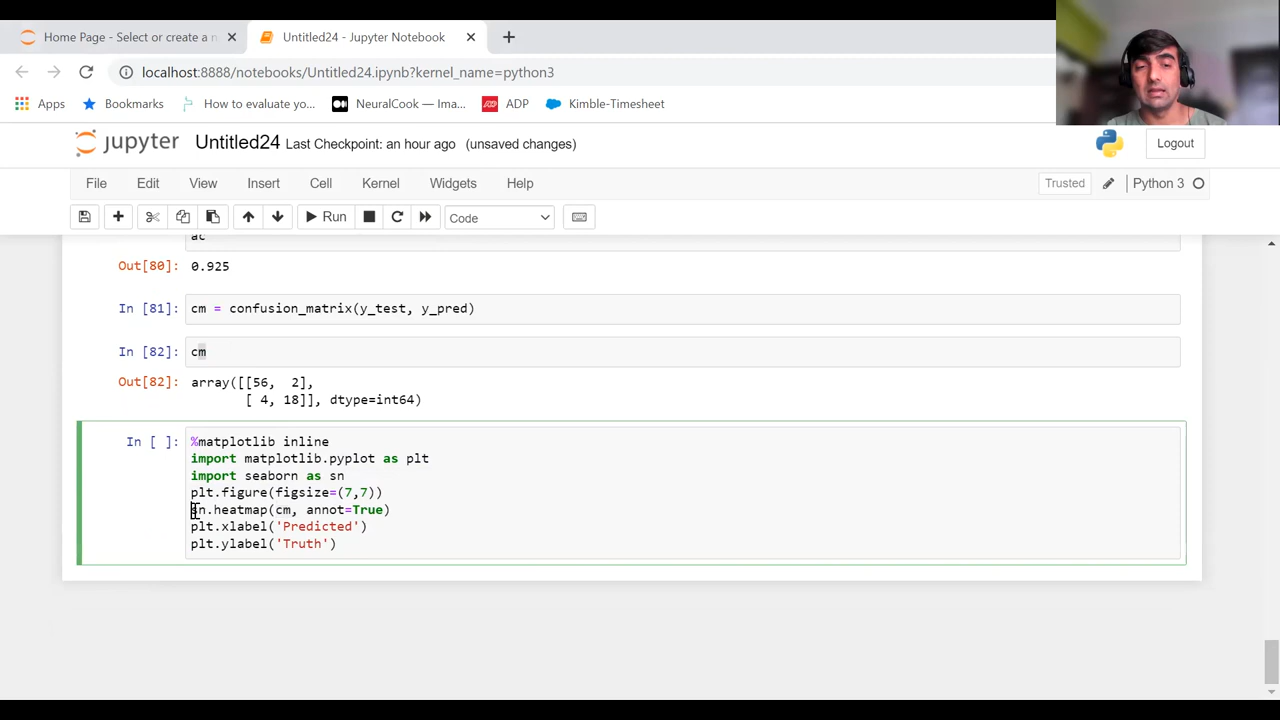 Home Page - Select or create a n
Untitled24 - Jupyter Notebook
localhost:8888/notebooks/Untitled24.ipynb?kernel_name=python3
Apps
Bookmarks
How to evaluate yo...
NeuralCook — Ima...
ADP
Kimble-Timesheet
jupyter
Untitled24 Last Checkpoint: an hour ago (unsaved changes)
Logout
File
Edit
View
Insert
Cell
Kernel
Widgets
Help
Trusted
Python 3
Run
Code
ac
Out[80]: 0.925
In [81]: cm = confusion_matrix(y_test, y_pred)
In [82]: cm
Out[82]: array([[56, 2],
[ 4, 18]], dtype=int64)
In [ ]: %matplotlib inline
import matplotlib.pyplot as plt
import seaborn as sn
plt.figure(figsize=(7,7))
sn.heatmap(cm, annot=True)
plt.xlabel('Predicted')
plt.ylabel('Truth')